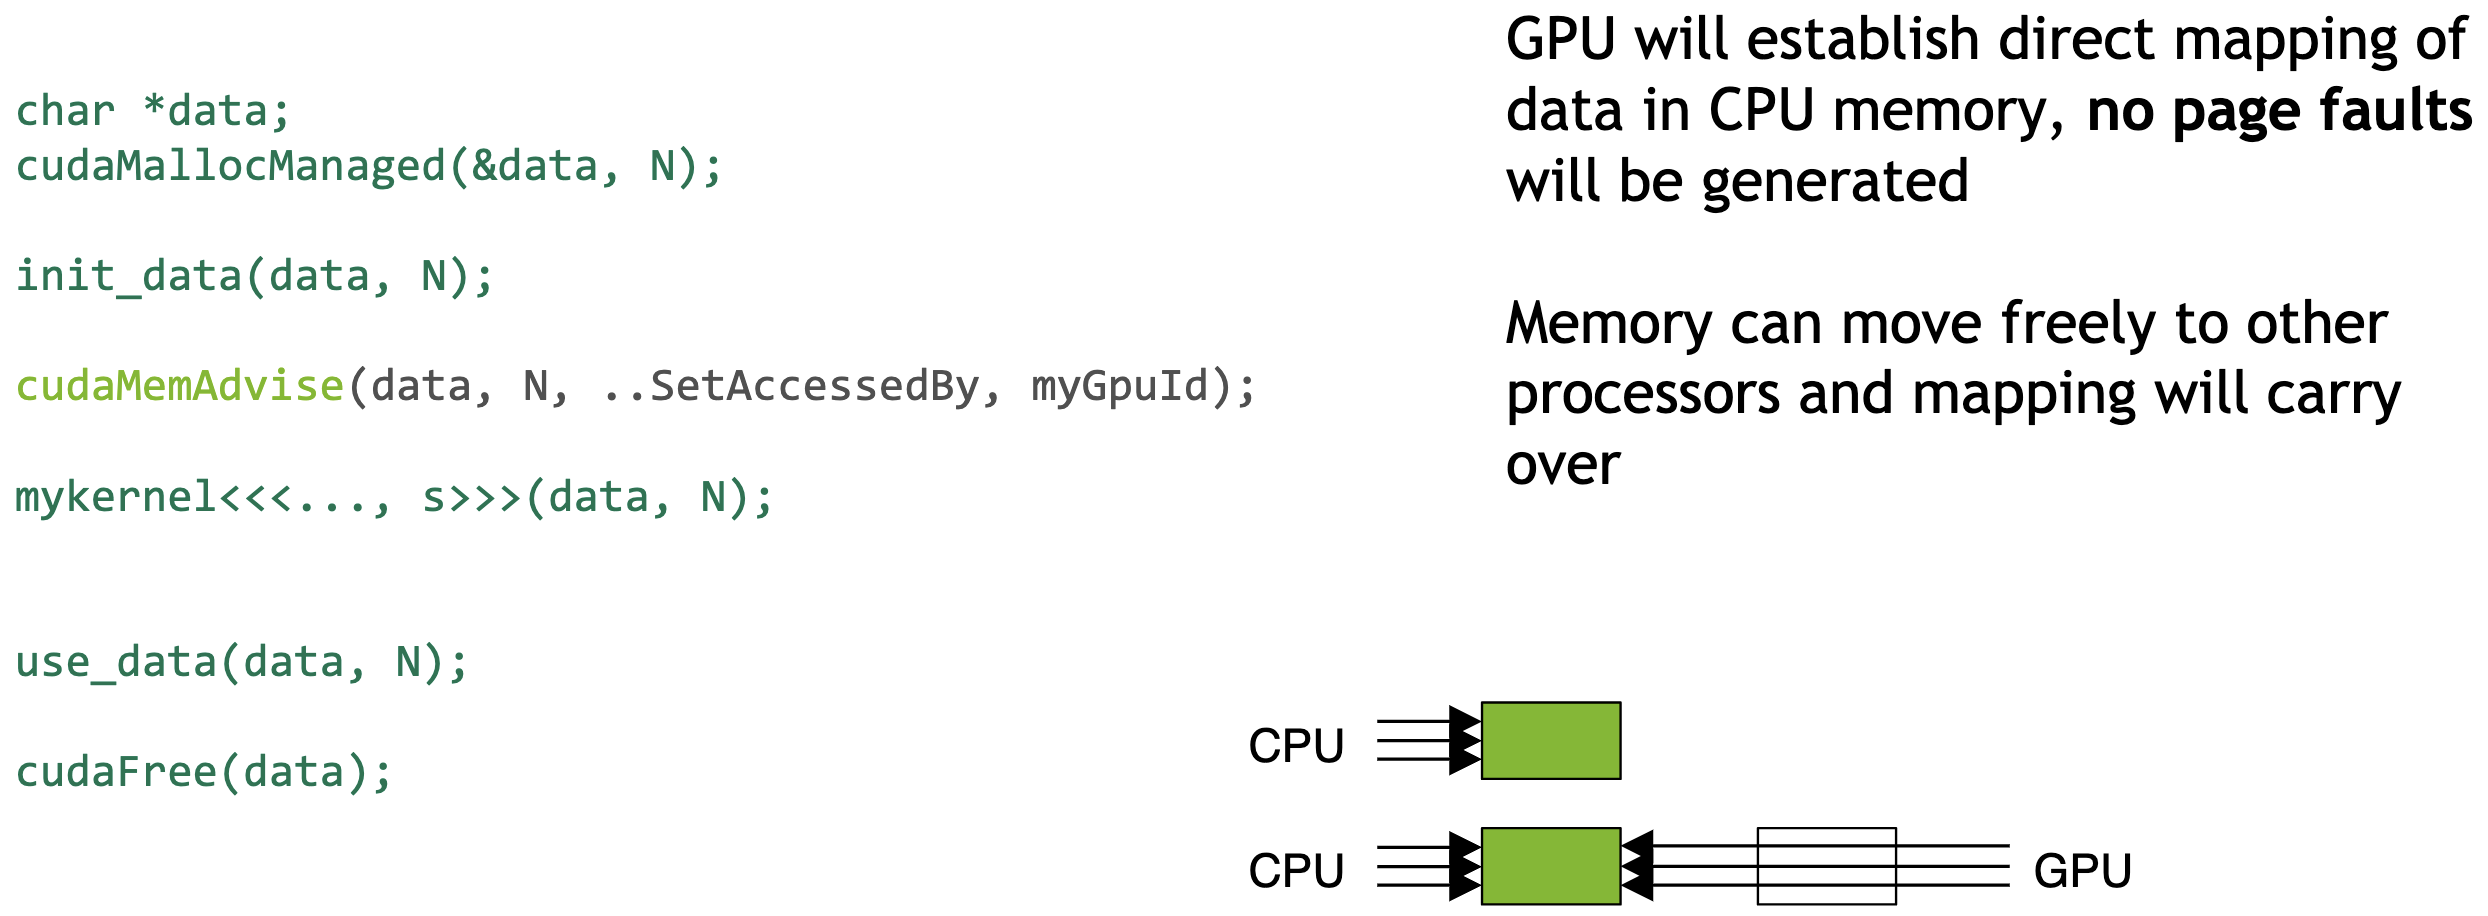 char *data;
cudaMallocManaged(&data, N);
init_data(data, N);
cudaMemAdvise(data, N, ..SetAccessedBy, myGpuId);
mykernel<<<..., s>>>(data, N);
use_data(data, N);
cudaFree(data);
GPU will establish direct mapping of
data in CPU memory, no page faults
will be generated
Memory can move freely to other
processors and mapping will carry
over
CPU
CPU
GPU